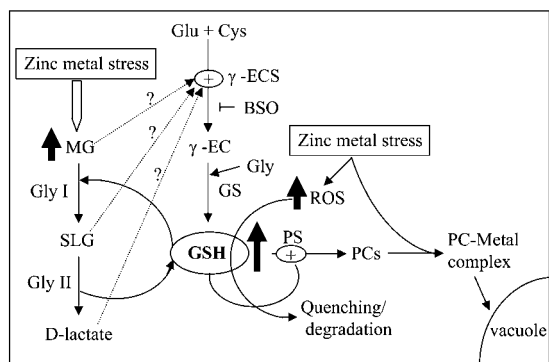 Glu + Cys
Zinc metal stress
+
γ -ECS
?
?
?
BSO
MG
γ -EC
Gly
Zinc metal stress
Gly I
GS
ROS
SLG
GSH
PS
+
PCs
PC-Metal
complex
Gly II
Quenching/
degradation
D-lactate
vacuole